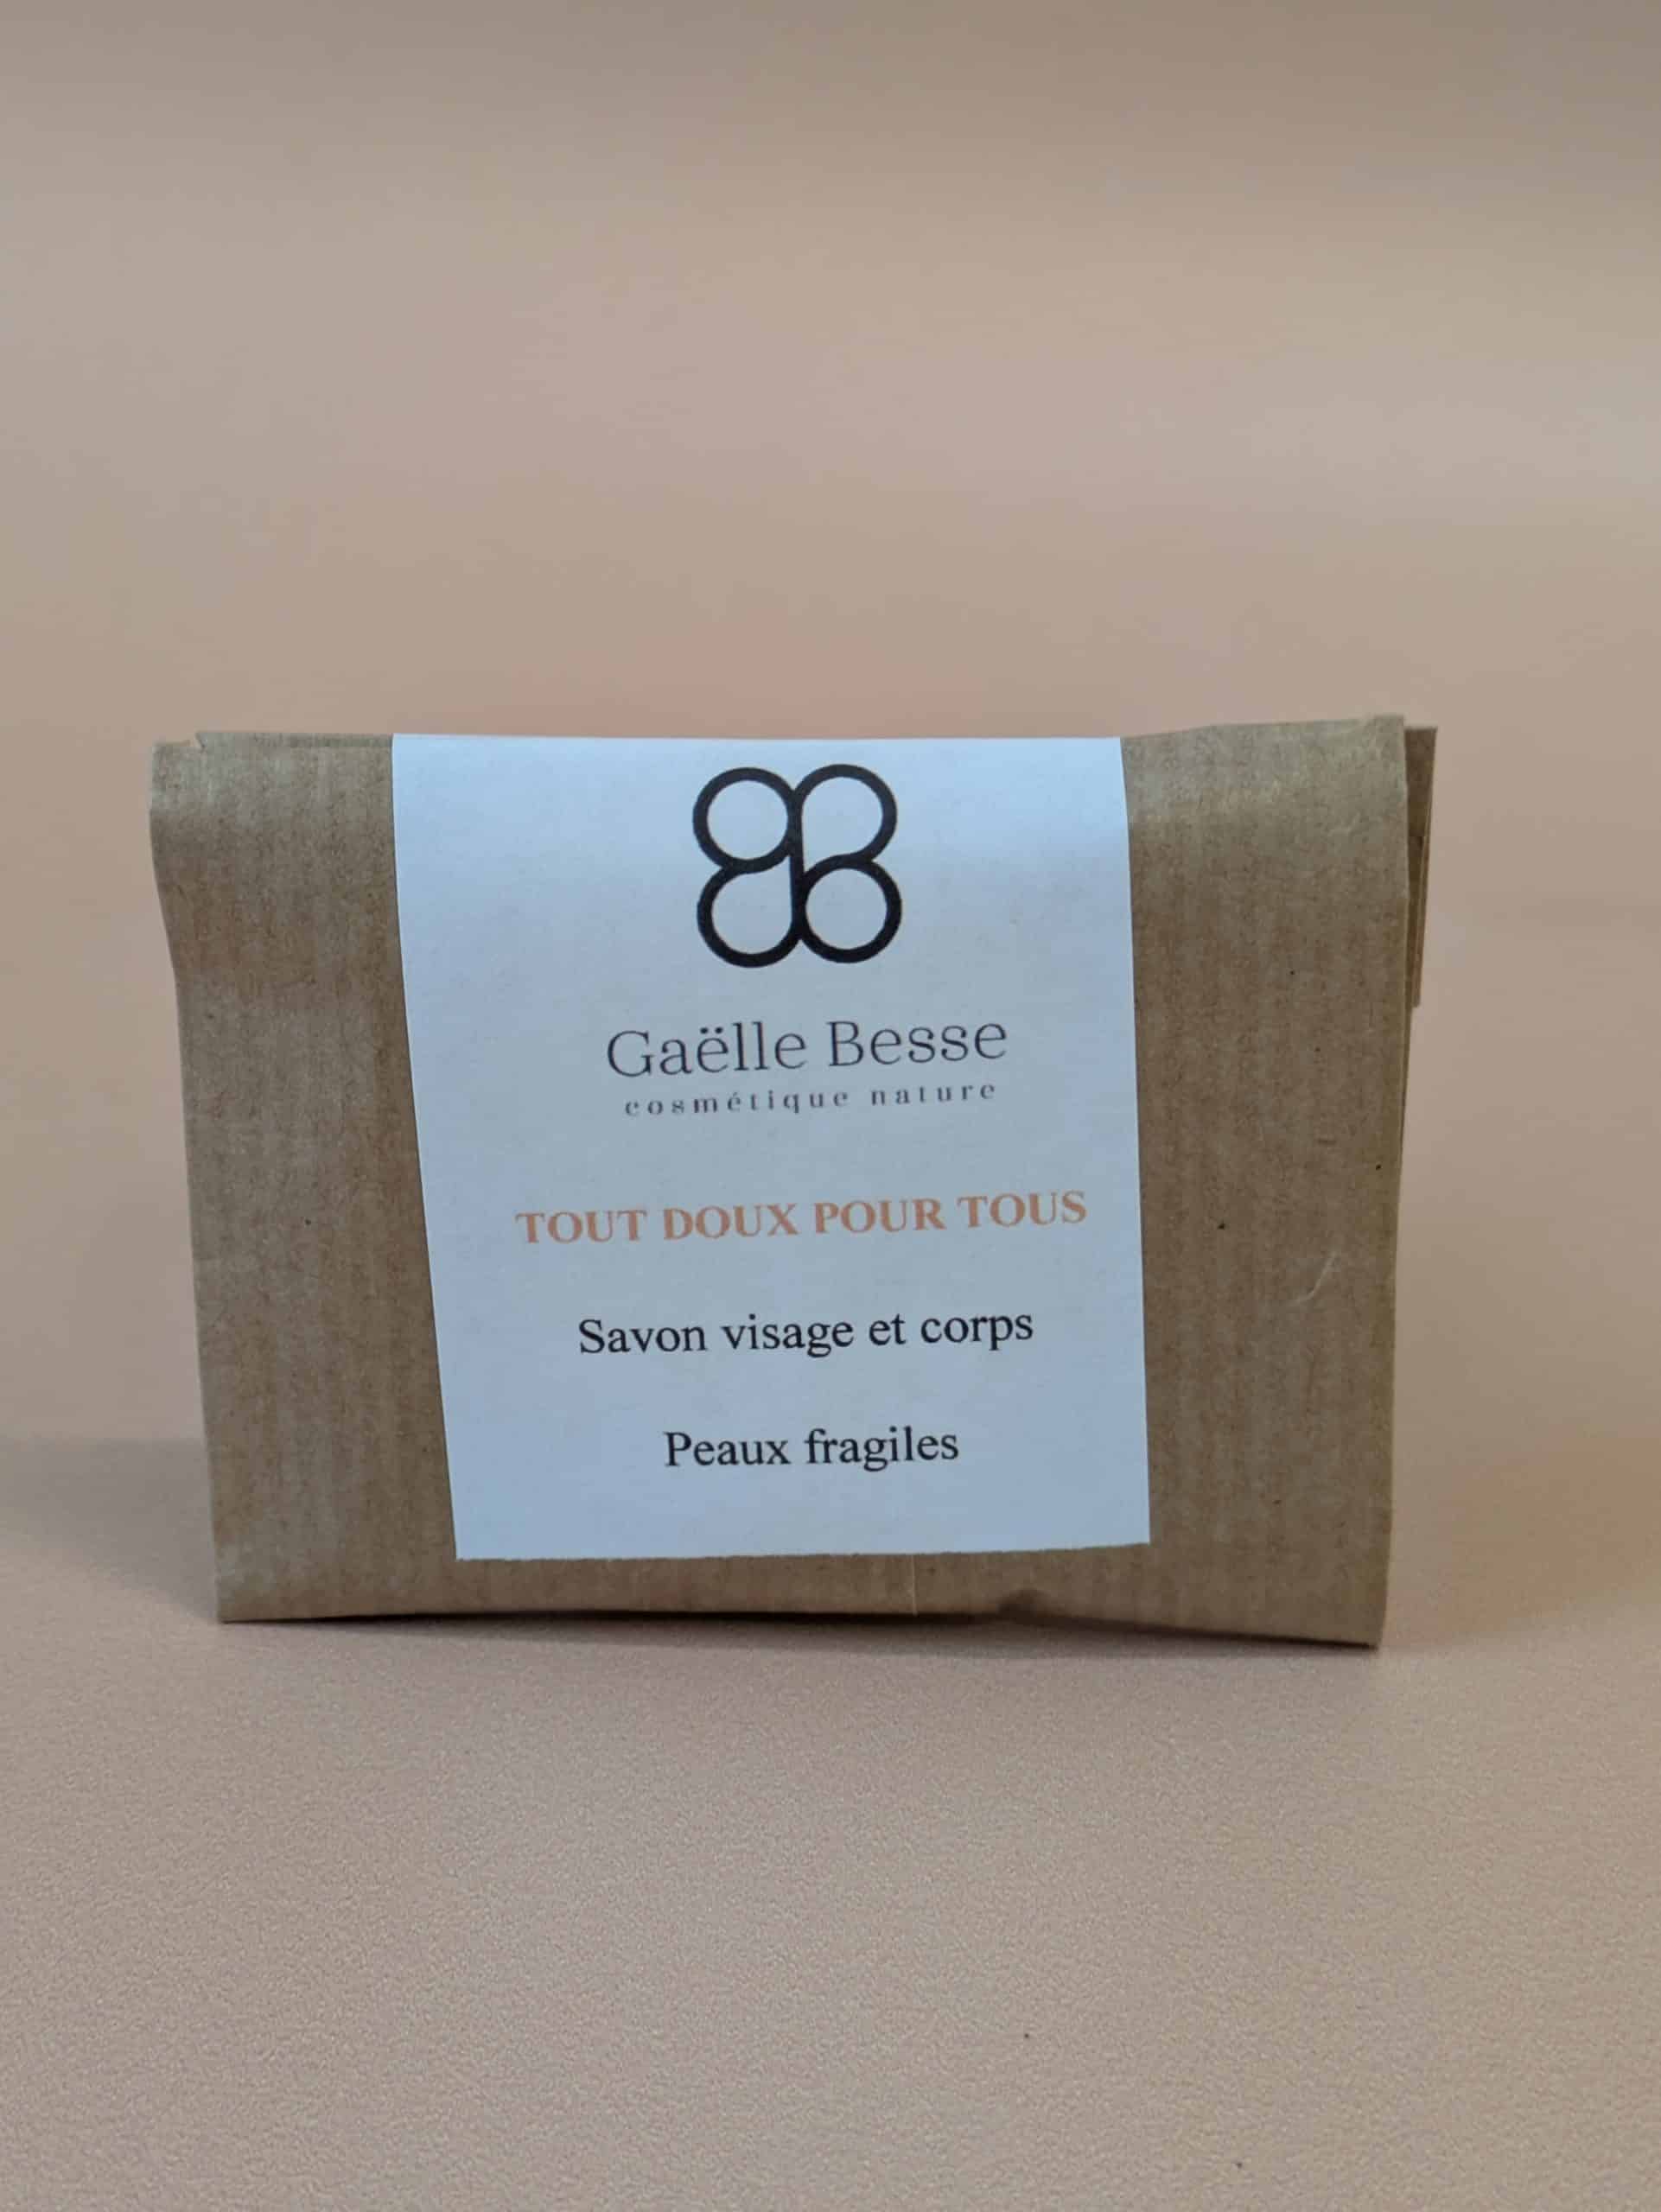 Gaëlle Besse
cosmétique nature
TOUT DOUX POUR TOUS
Savon visage et corps
Peaux fragiles